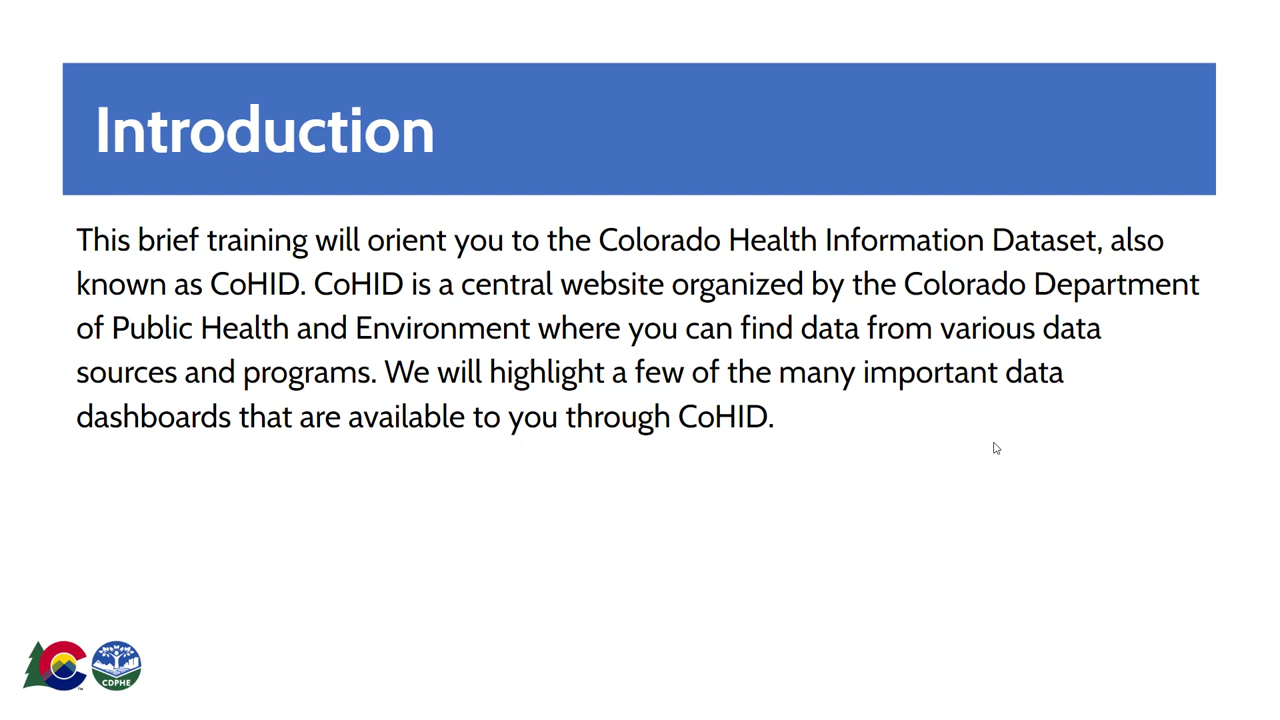 Introduction
This brief training will orient you to the Colorado Health Information Dataset, also
known as CoHID. CoHID is a central website organized by the Colorado Department
of Public Health and Environment where you can find data from various data
sources and programs. We will highlight a few of the many important data
dashboards that are available to you through CoHID.
CDPHE